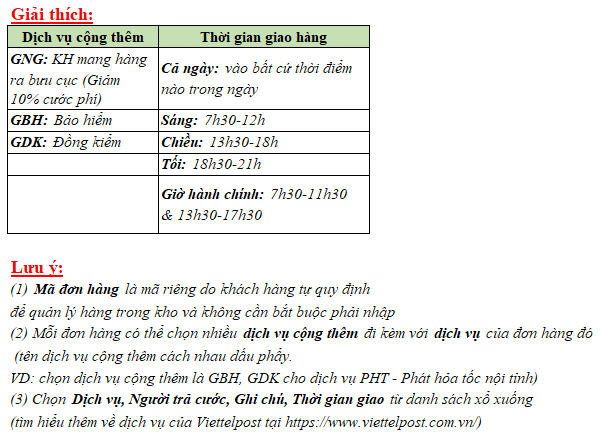 Giải thích:
Dịch vụ cộng thêm Thời gian giao hàng
GNG: KH mang hàng
ra bưu cục (Giảm
10% cước phí)
Cả ngày: vào bất cứ thời điểm
nào trong ngày
GBH: Bảo hiểm Sáng: 7h30-12h
GDK: Đồng kiểm Chiều: 13h30-18h
Tối: 18h30-21h
Giờ hành chính: 7h30-11h30
& 13h30-17h30
Lưu ý:
(1) Mã đơn hàng là mã riêng do khách hàng tự quy định
để quản lý hàng trong kho và không cần bắt buộc phải nhập
(2) Mỗi đơn hàng có thể chọn nhiều dịch vụ cộng thêm đi kèm với dịch vụ của đơn hàng đó
(tên dịch vụ cộng thêm cách nhau dấu phẩy.
VD: chọn dịch vụ cộng thêm là GBH, GDK cho dịch vụ PHT - Phát hỏa tốc nội tỉnh)
(3) Chọn Dịch vụ, Người trả cước, Ghi chú, Thời gian giao từ danh sách xổ xuống
(tìm hiểu thêm về dịch vụ của Viettelpost tại https://www.viettelpost.com.vn/)